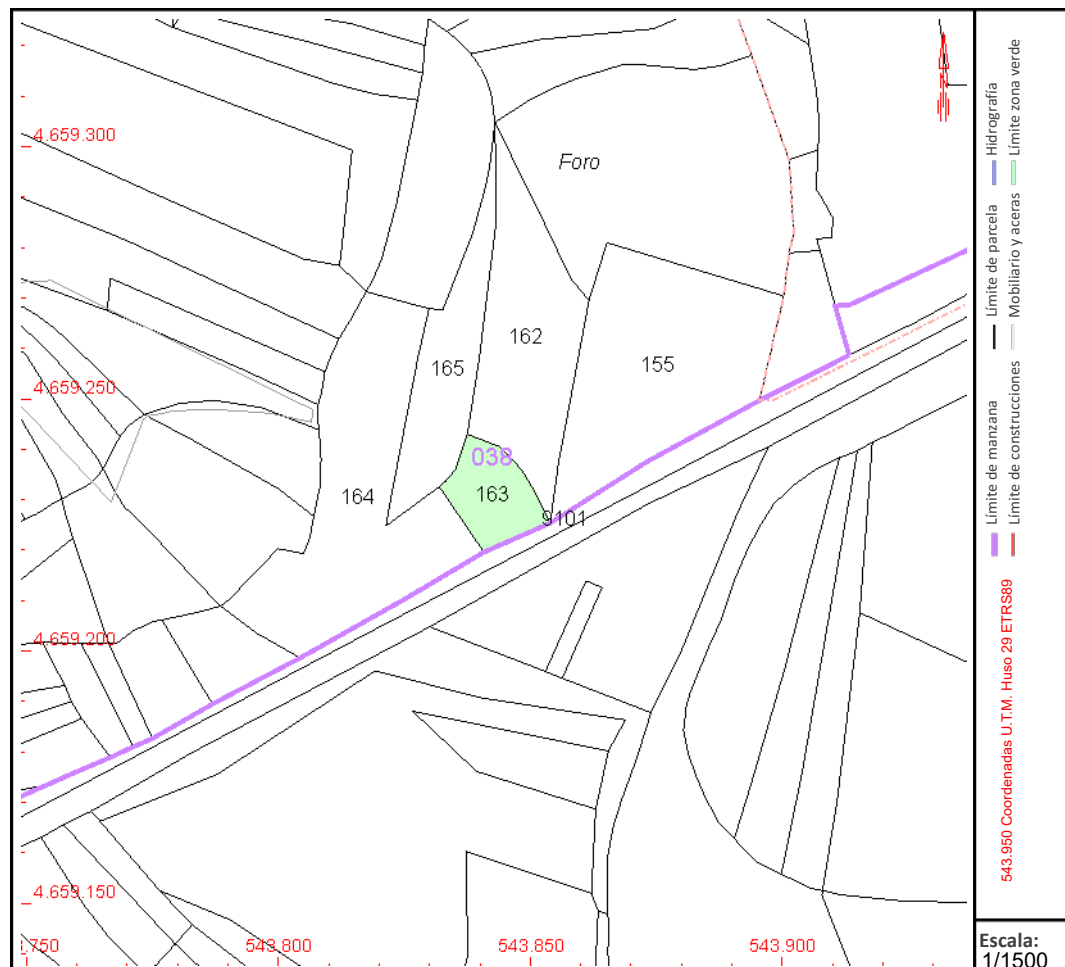 4.659.300
Foro
162
165
155
4.659.250
038
164
163
9101
4.659.200
4.659.150
543.800
543.850
543.900
Hidrografía
Límite zona verde
Límite de parcela
Mobiliario y aceras
Límite de manzana
Límite de construcciones
543.950 Coordenadas U.T.M. Huso 29 ETRS89
Escala:
1/1500